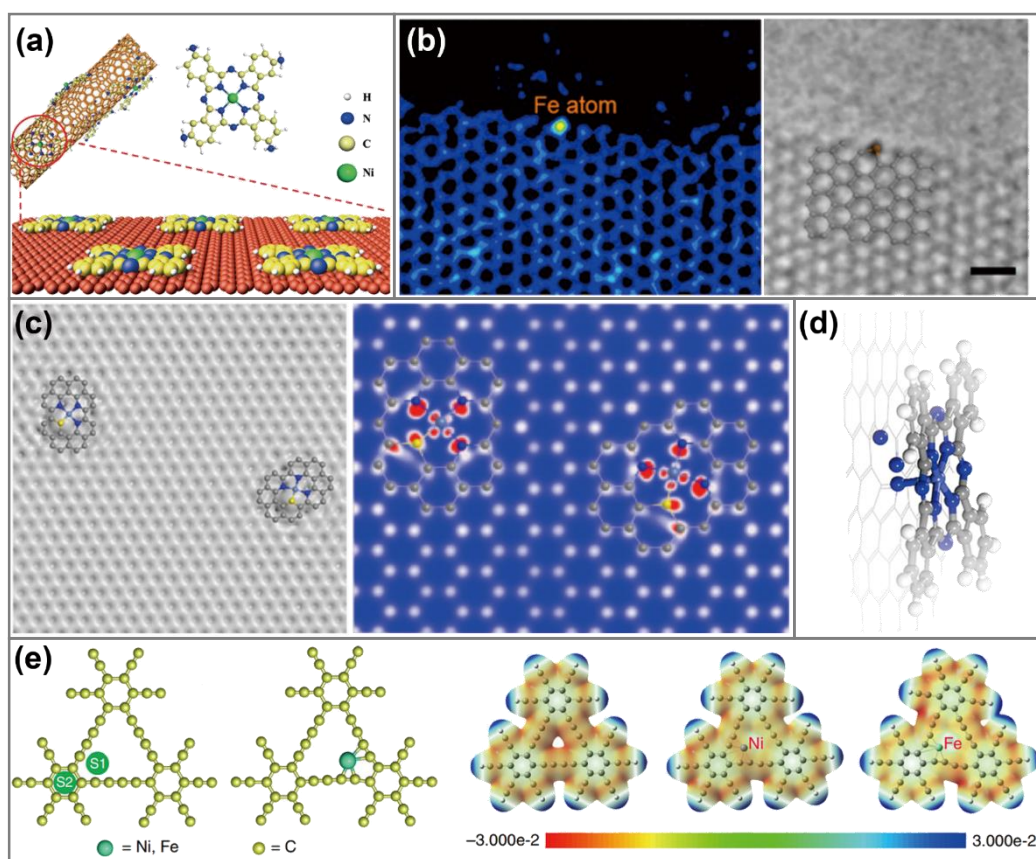 (a)
H
N
C
Ni
(b)
Fe atom
(c)
(d)
(e)
S1
S2
= Ni, Fe
= C
Ni
Fe
−3.000e-2
3.000e-2